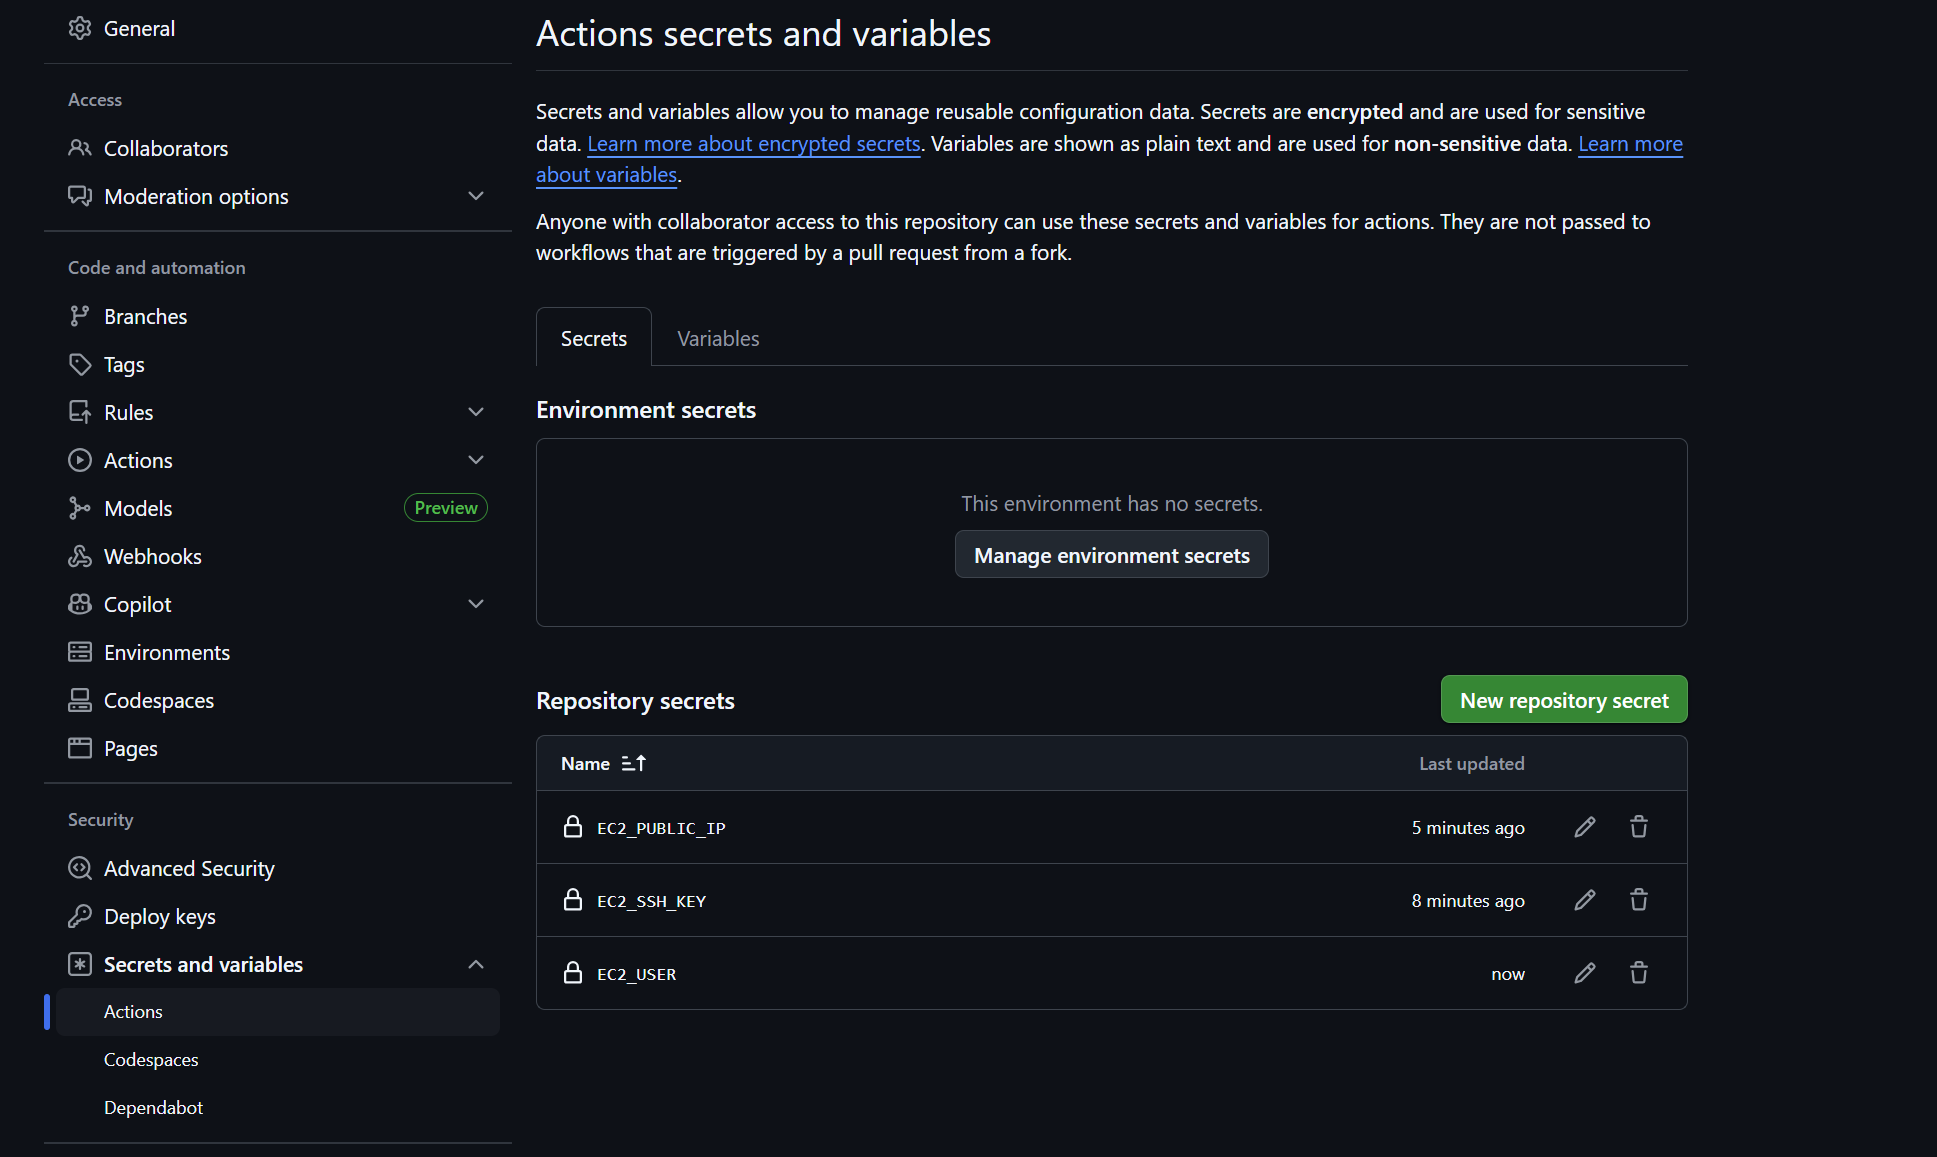 General
Access
Collaborators
Moderation options
Code and automation
Branches
Tags
Rules
Actions
Models Preview
Webhooks
Copilot
Environments
Codespaces
Pages
Security
Advanced Security
Deploy keys
Secrets and variables
Actions
Codespaces
Dependabot
Actions secrets and variables
Secrets and variables allow you to manage reusable configuration data. Secrets are encrypted and are used for sensitive
data. Learn more about encrypted secrets. Variables are shown as plain text and are used for non-sensitive data. Learn more
about variables.
Anyone with collaborator access to this repository can use these secrets and variables for actions. They are not passed to
workflows that are triggered by a pull request from a fork.
Secrets Variables
Environment secrets
This environment has no secrets.
Manage environment secrets
Repository secrets New repository secret
Name Last updated
EC2_PUBLIC_IP 5 minutes ago
EC2_SSH_KEY 8 minutes ago
EC2_USER now